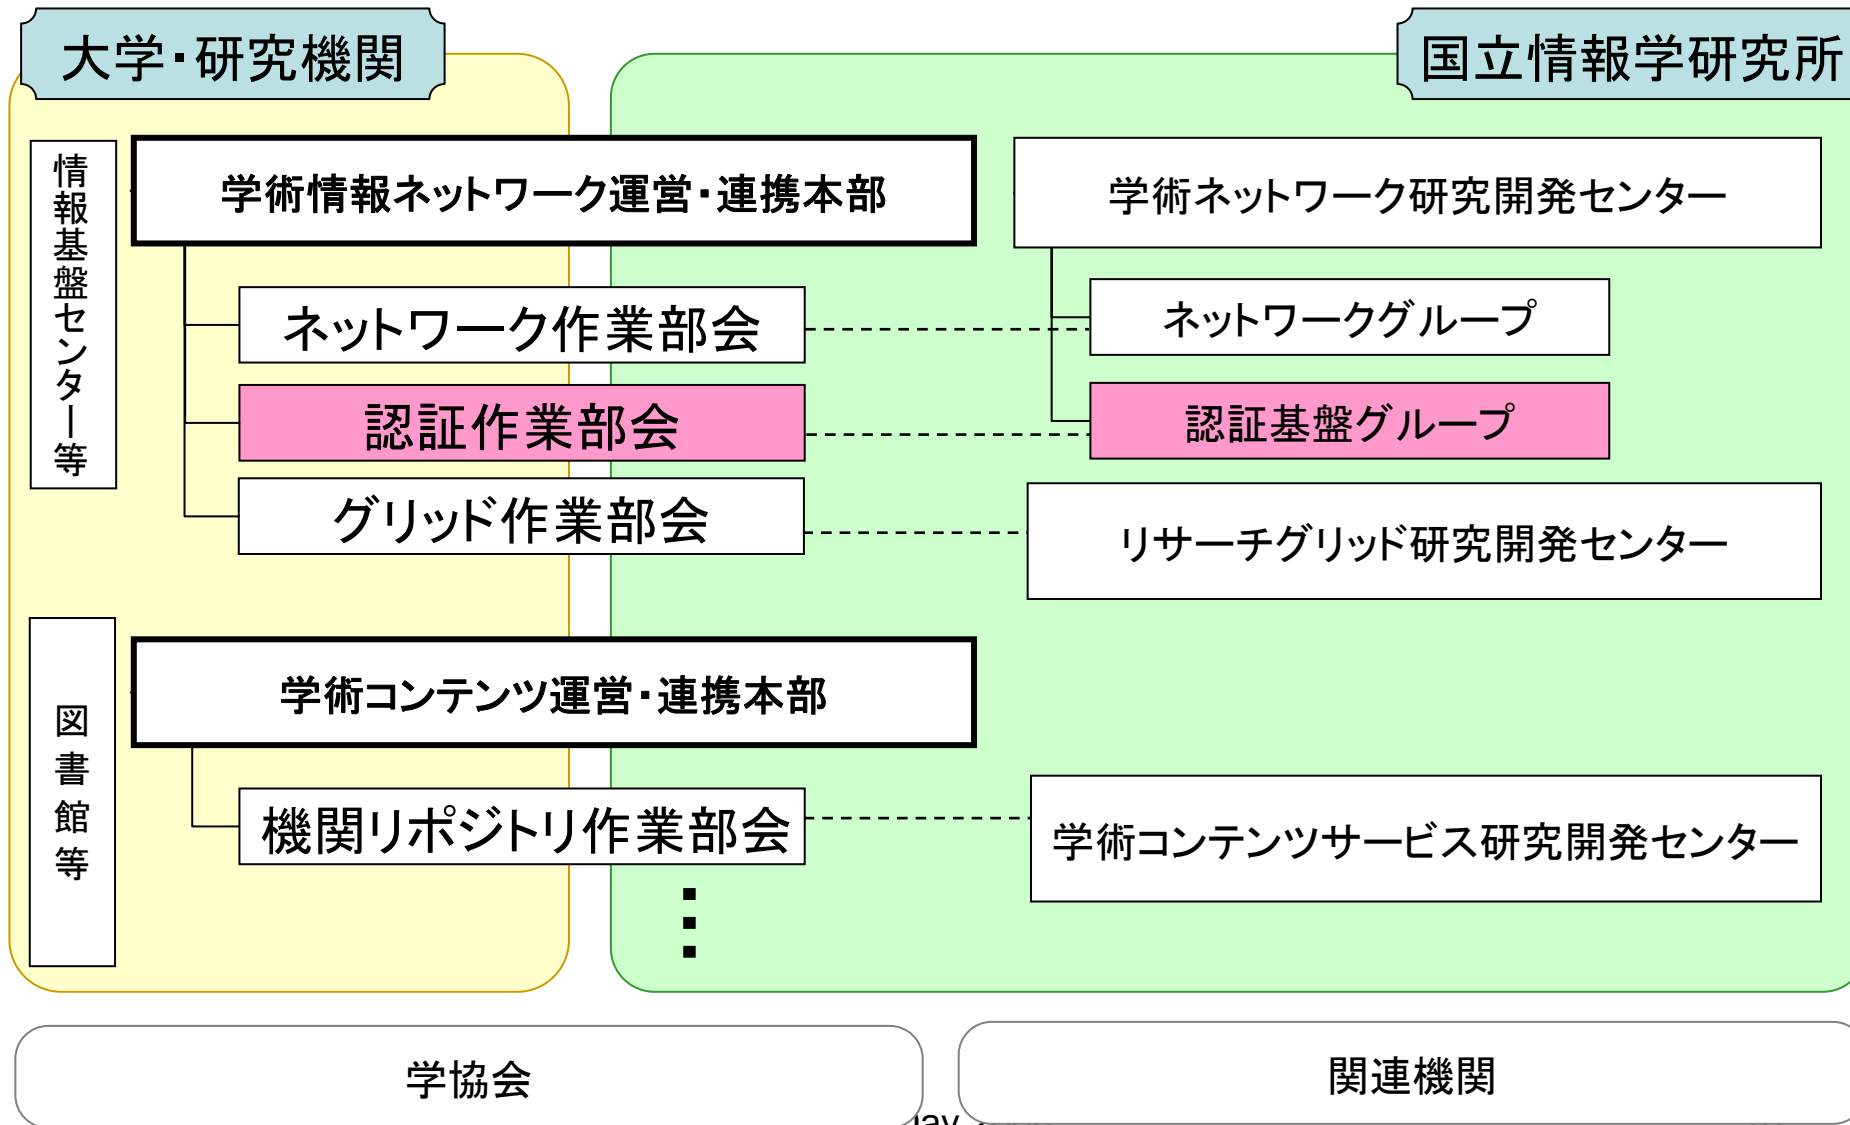 大学・研究機関
国立情報学研究所
情報基盤センター等
学術情報ネットワーク運営・連携本部
学術ネットワーク研究開発センター
ネットワーク作業部会
ネットワークグループ
認証作業部会
認証基盤グループ
グリッド作業部会
リサーチグリッド研究開発センター
図書館等
学術コンテンツ運営・連携本部
機関リポジトリ作業部会
学術コンテンツサービス研究開発センター
学協会
関連機関